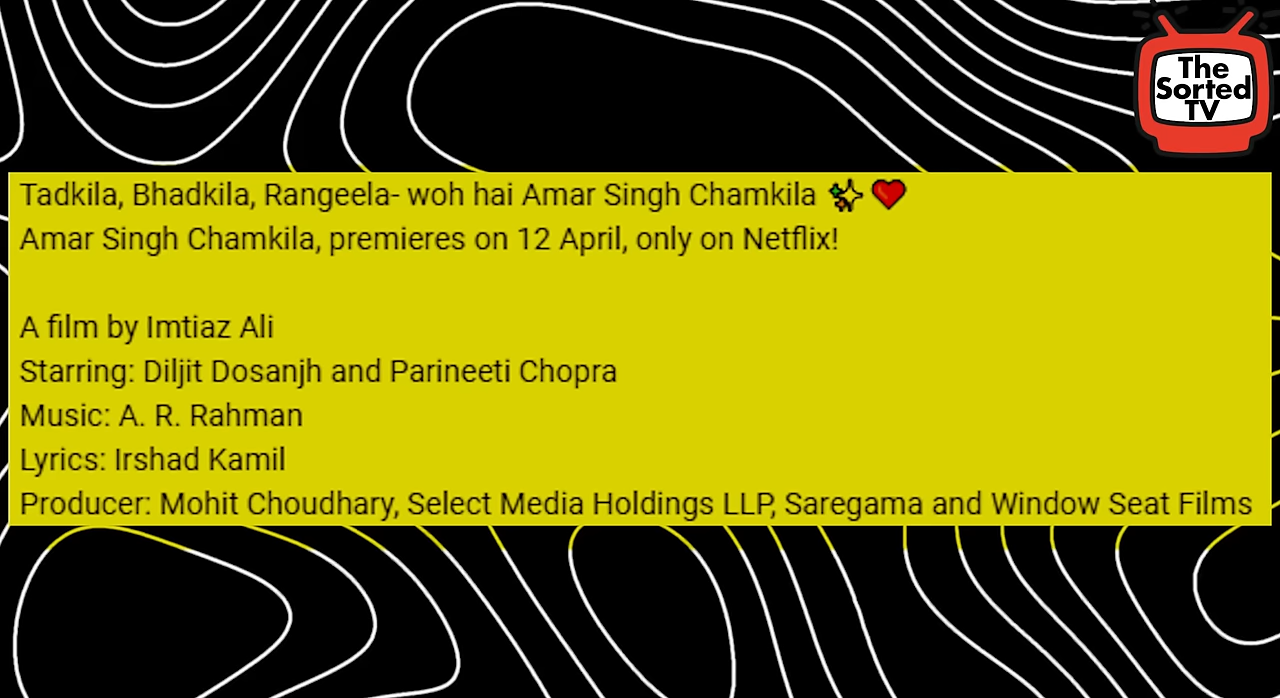 The
Sorted
TV
Tadkila, Bhadkila, Rangeela- woh hai Amar Singh Chamkila ✨❤️
Amar Singh Chamkila, premieres on 12 April, only on Netflix!
A film by Imtiaz Ali
Starring: Diljit Dosanjh and Parineeti Chopra
Music: A. R. Rahman
Lyrics: Irshad Kamil
Producer: Mohit Choudhary, Select Media Holdings LLP, Saregama and Window Seat Films